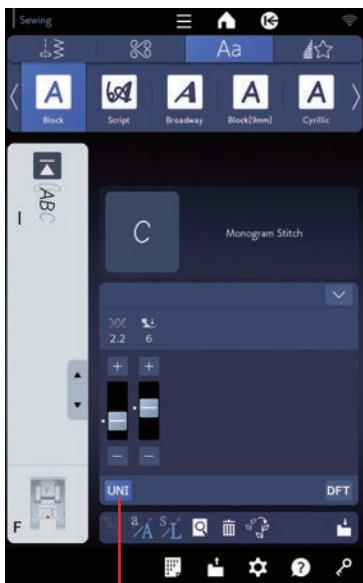 Sewing
Aa
A A A A A
Block Script Broadway Block(9mm) Cyrillic
ABC
I
C Monogram Stitch
2.2 6
+ +
− −
UNI DFT
F
a/A S/L
?